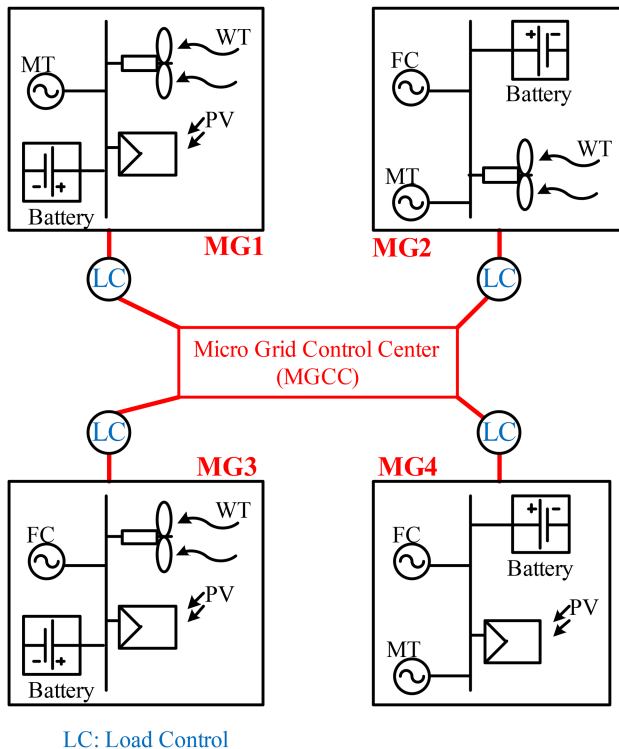 WT
MT
PV
- +
Battery
MG1
+ -
FC
Battery
WT
MT
MG2
LC
LC
Micro Grid Control Center
(MGCC)
LC
LC
MG3
WT
FC
PV
- +
Battery
MG4
+ -
FC
Battery
PV
MT
LC: Load Control